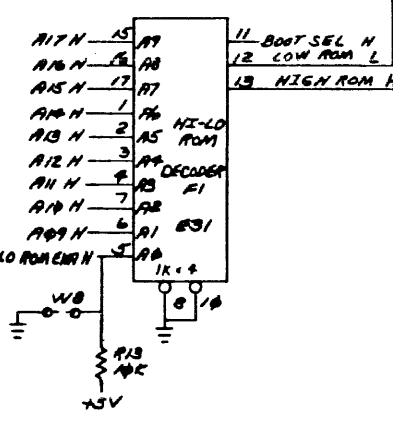 A17 H 15 A9 11 BOOT SEL H
A16 H 16 A8 12 LOW ROM L
A15 H 17 A7 13 HIGH ROM H
A14 H 1 A6
A13 H 2 A5 HI-LO
ROM
A12 H 3 A4 DECODER
A11 H 4 A3 F1
A10 H 7 A2
A09 H 6 A1 E31
LO ROM ENA H 5 A0
1K x 4
W8 8 10
R13
10K
+5V